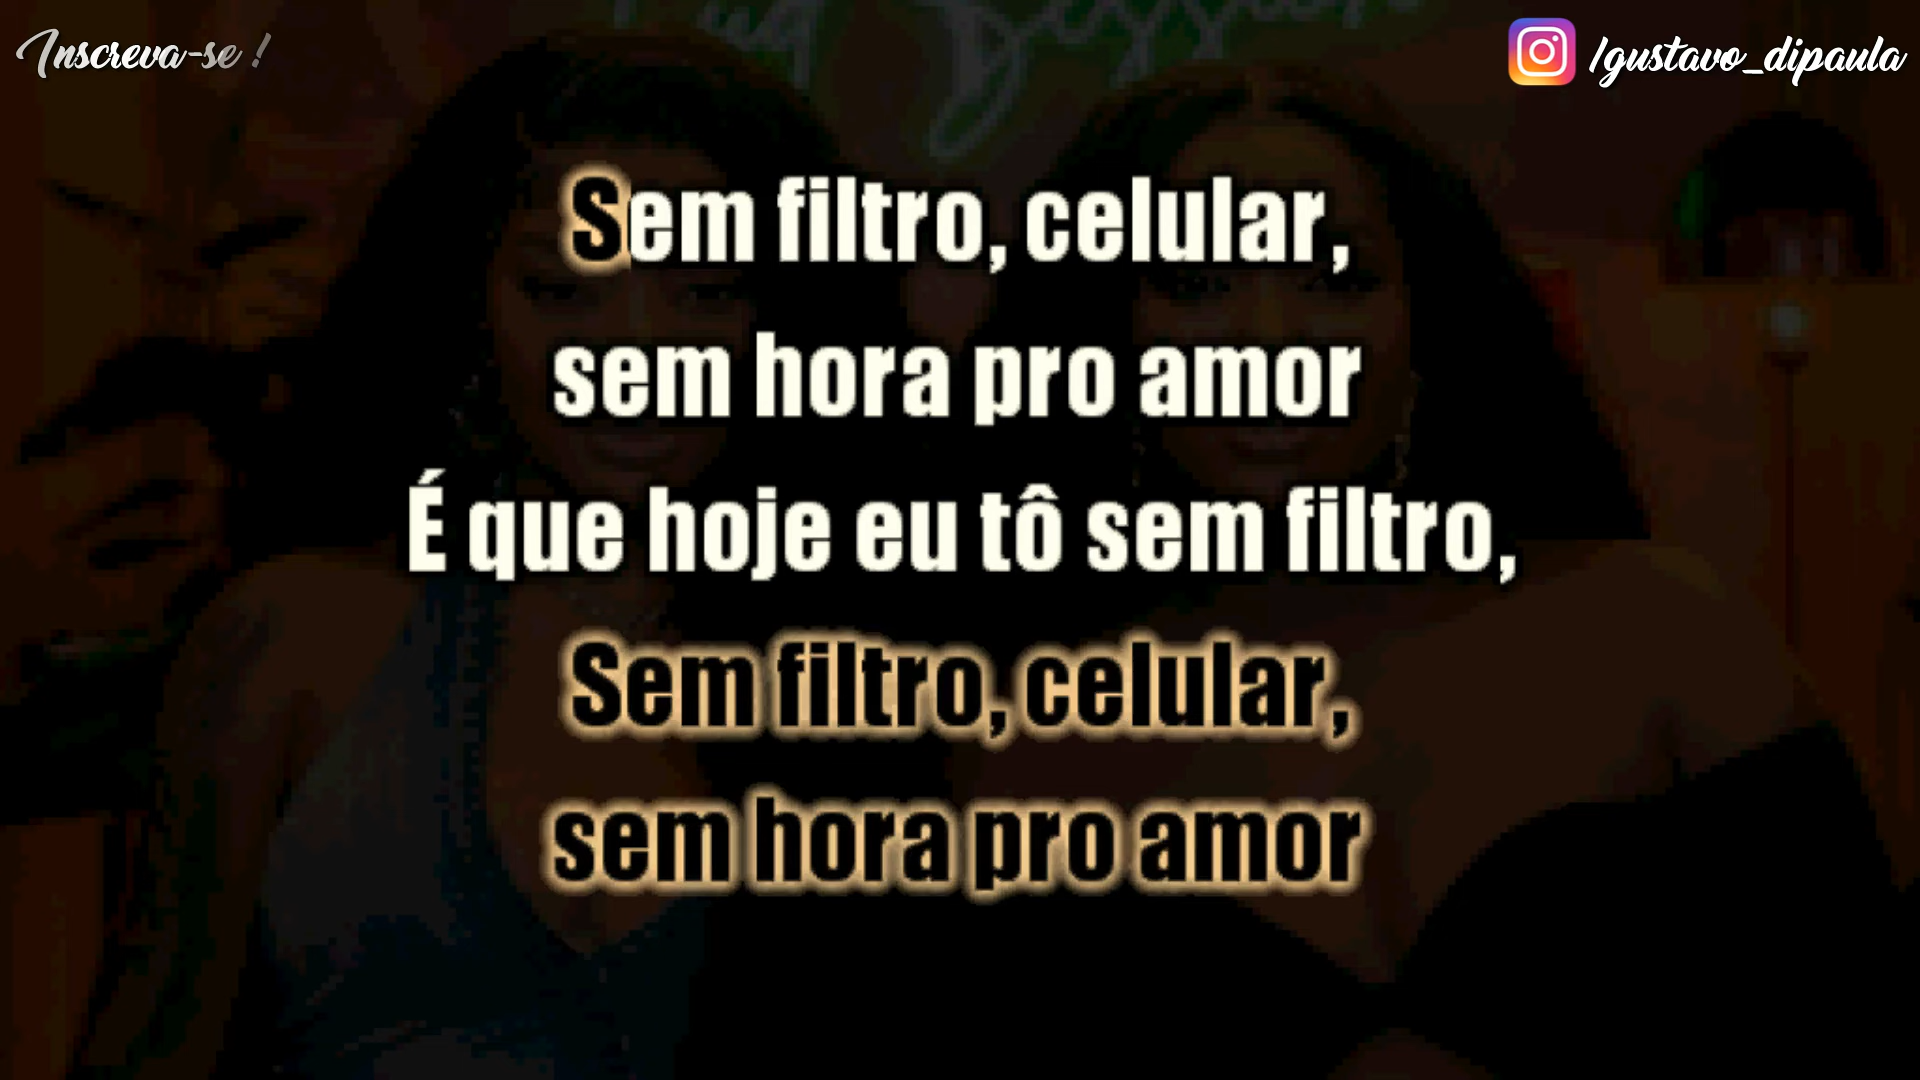 Inscreva-se !
/gustavo_dipaula
Sem filtro, celular,
sem hora pro amor
É que hoje eu tô sem filtro,
Sem filtro, celular,
sem hora pro amor